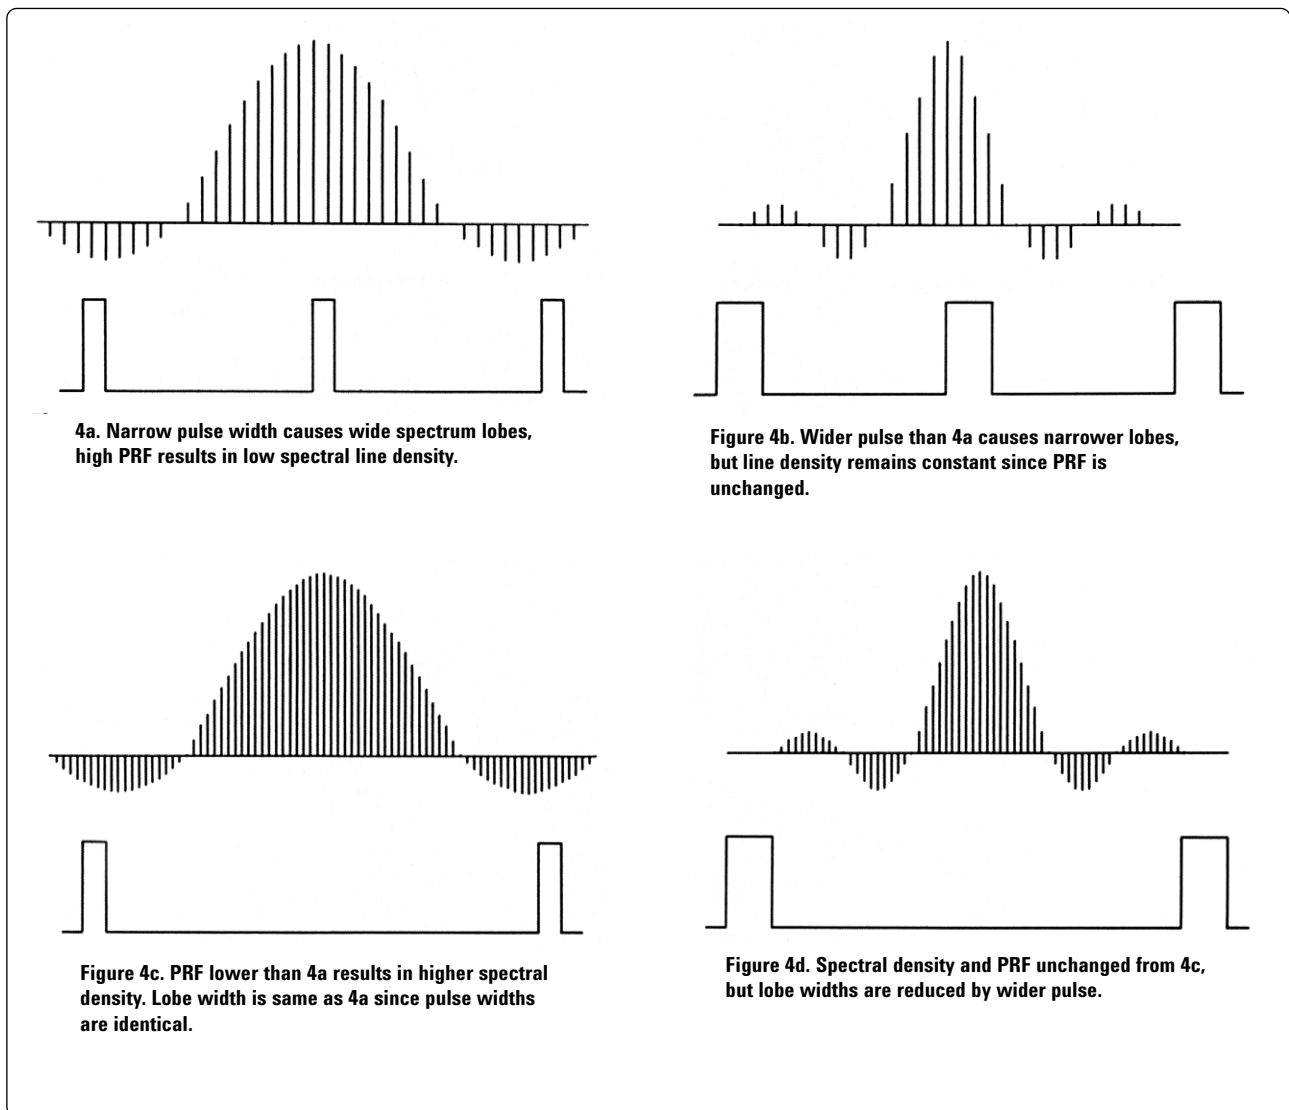 4a. Narrow pulse width causes wide spectrum lobes,
high PRF results in low spectral line density.
Figure 4b. Wider pulse than 4a causes narrower lobes,
but line density remains constant since PRF is
unchanged.
Figure 4c. PRF lower than 4a results in higher spectral
density. Lobe width is same as 4a since pulse widths
are identical.
Figure 4d. Spectral density and PRF unchanged from 4c,
but lobe widths are reduced by wider pulse.